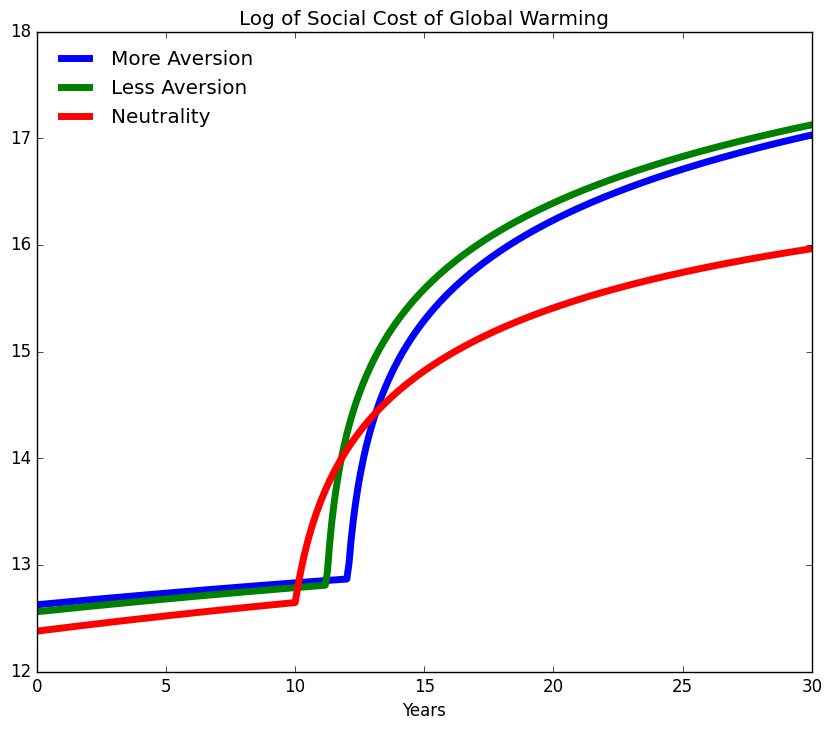 Log of Social Cost of Global Warming
18
17
16
15
14
13
12
More Aversion
Less Aversion
Neutrality
0 5 10 15 20 25 30
Years